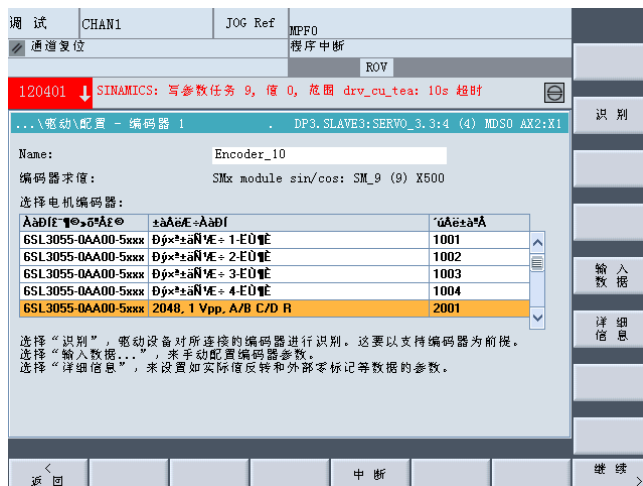 调 试 CHAN1 JOG Ref MPF0
通道复位 程序中断
ROV
120401 SINAMICS: 写参数任务 9, 值 0, 范围 drv_cu_tea: 10s 超时
...\驱动\配置 - 编码器 1 . DP3.SLAVE3:SERVO_3.3:4 (4) MDS0 AX2:X1
识 别
Name: Encoder_10
编码器求值: SMx module sin/cos: SM_9 (9) X500
选择电机编码器:
6SL3055-0AA00-5xxx 1001
6SL3055-0AA00-5xxx 1002
6SL3055-0AA00-5xxx 1003
6SL3055-0AA00-5xxx 1004
6SL3055-0AA00-5xxx 2048, 1 Vpp, A/B C/D R 2001
输 入
数 据
详 细
信 息
选择“识别”, 驱动设备对所连接的编码器进行识别。这要以支持编码器为前提。
选择“输入数据...”, 来手动配置编码器参数。
选择“详细信息”, 来设置如实际值反转和外部零标记等数据的参数。
<
返 回
中 断
继 续
>